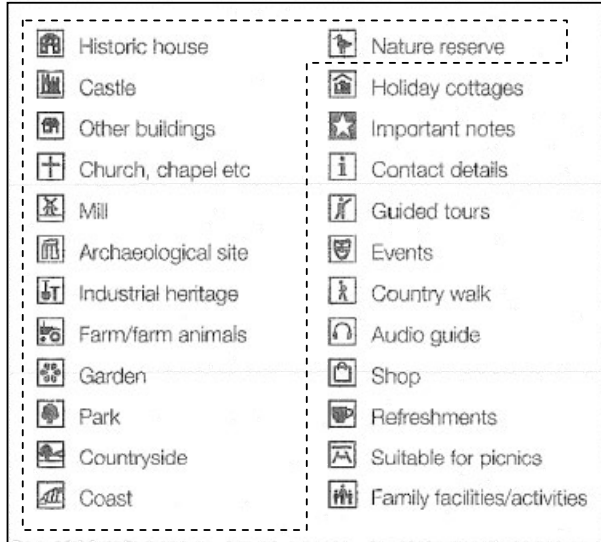 Historic house
Castle
Other buildings
Church, chapel etc
Mill
Archaeological site
Industrial heritage
Farm/farm animals
Garden
Park
Countryside
Coast
Nature reserve
Holiday cottages
Important notes
Contact details
Guided tours
Events
Country walk
Audio guide
Shop
Refreshments
Suitable for picnics
Family facilities/activities